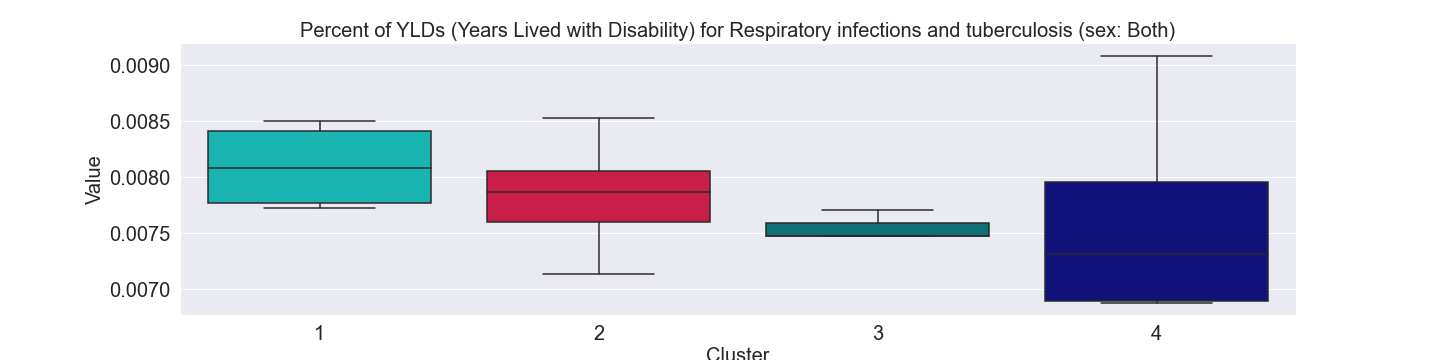 Percent of YLDs (Years Lived with Disability) for Respiratory infections and tuberculosis (sex: Both)
0.0090
0.0085
0.0080
0.0075
0.0070
Value
1 2 3 4
Cluster